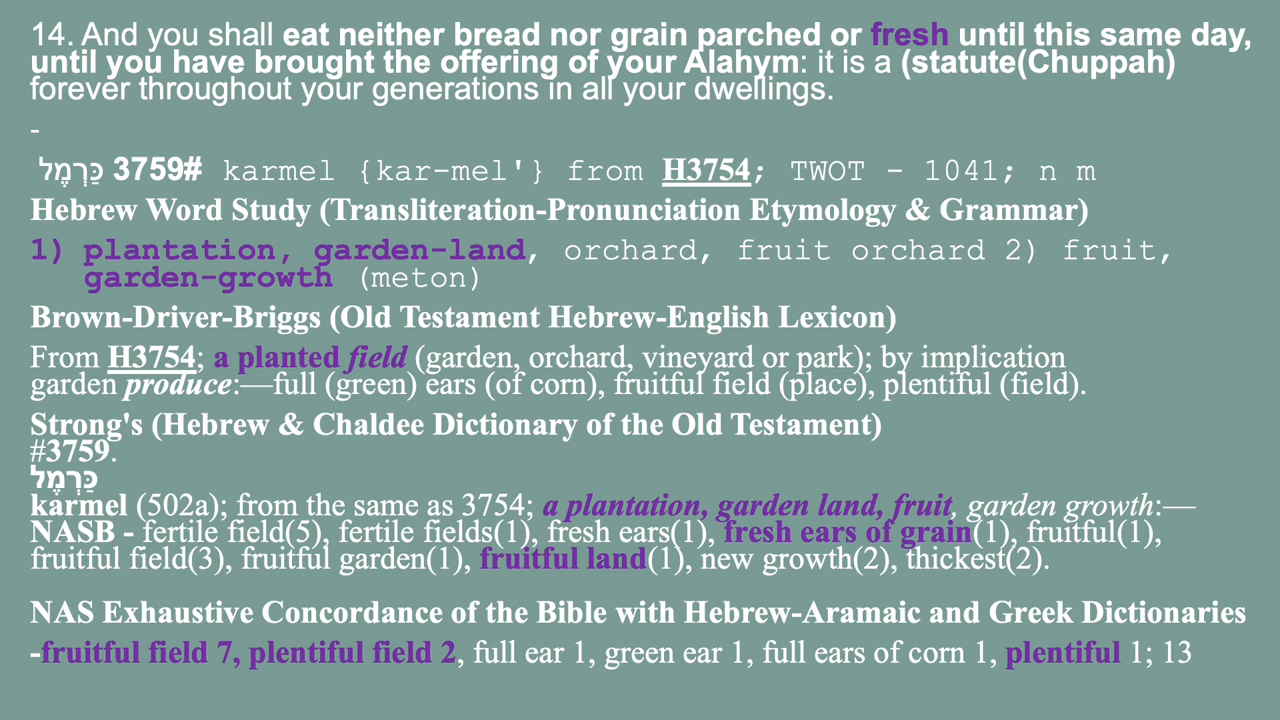 14. And you shall eat neither bread nor grain parched or fresh until this same day,
until you have brought the offering of your Alahym: it is a (statute(Chuppah)
forever throughout your generations in all your dwellings.
-
כַּרְמֶל 3759# karmel {kar-mel'} from H3754; TWOT - 1041; n m
Hebrew Word Study (Transliteration-Pronunciation Etymology & Grammar)
1) plantation, garden-land, orchard, fruit orchard 2) fruit,
garden-growth (meton)
Brown-Driver-Briggs (Old Testament Hebrew-English Lexicon)
From H3754; a planted field (garden, orchard, vineyard or park); by implication
garden produce:—full (green) ears (of corn), fruitful field (place), plentiful (field).
Strong's (Hebrew & Chaldee Dictionary of the Old Testament)
#3759.
כַּרְמֶל
karmel (502a); from the same as 3754; a plantation, garden land, fruit, garden growth:—
NASB - fertile field(5), fertile fields(1), fresh ears(1), fresh ears of grain(1), fruitful(1),
fruitful field(3), fruitful garden(1), fruitful land(1), new growth(2), thickest(2).
NAS Exhaustive Concordance of the Bible with Hebrew-Aramaic and Greek Dictionaries
-fruitful field 7, plentiful field 2, full ear 1, green ear 1, full ears of corn 1, plentiful 1; 13